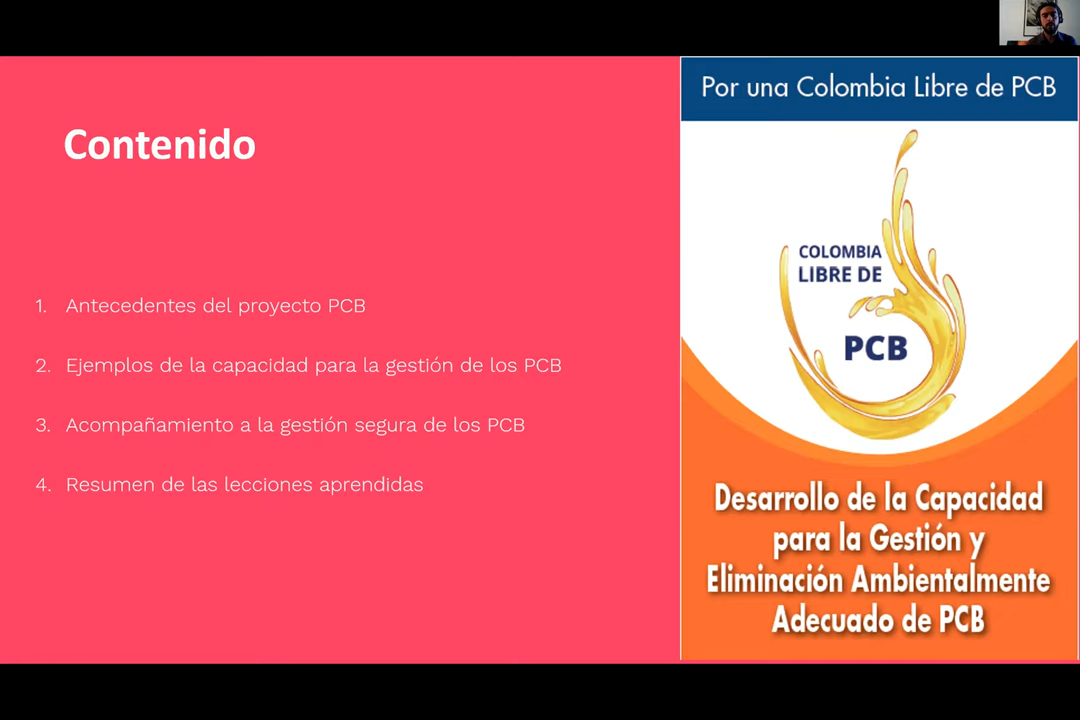 Contenido
1. Antecedentes del proyecto PCB
2. Ejemplos de la capacidad para la gestión de los PCB
3. Acompañamiento a la gestión segura de los PCB
4. Resumen de las lecciones aprendidas
Por una Colombia Libre de PCB
COLOMBIA
LIBRE DE
PCB
Desarrollo de la Capacidad
para la Gestión y
Eliminación Ambientalmente
Adecuado de PCB